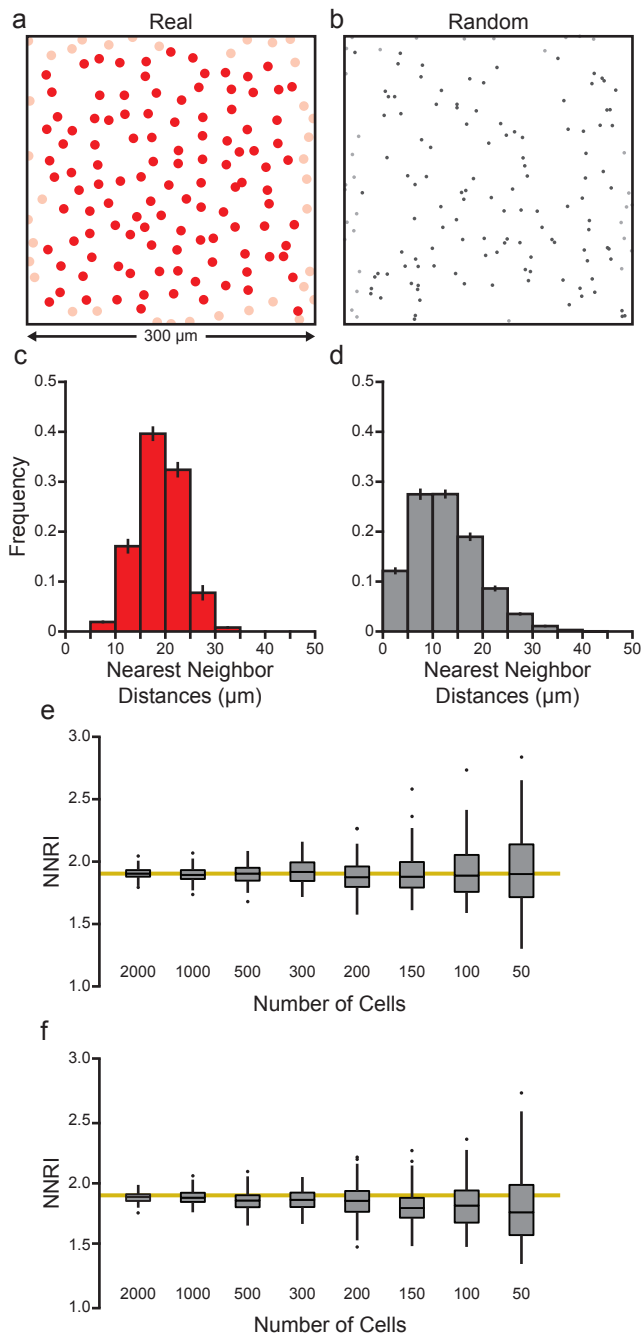 a Real b Random
300 µm
c d
0.5 0.5
0.4 0.4
0.3 0.3
0.2 0.2
0.1 0.1
0 0
Frequency
0 10 20 30 40 50 0 10 20 30 40 50
Nearest Neighbor Nearest Neighbor
Distances (µm) Distances (µm)
e
3.0
2.5
2.0
1.5
1.0
NNRI
2000 1000 500 300 200 150 100 50
Number of Cells
f
3.0
2.5
2.0
1.5
1.0
NNRI
2000 1000 500 300 200 150 100 50
Number of Cells